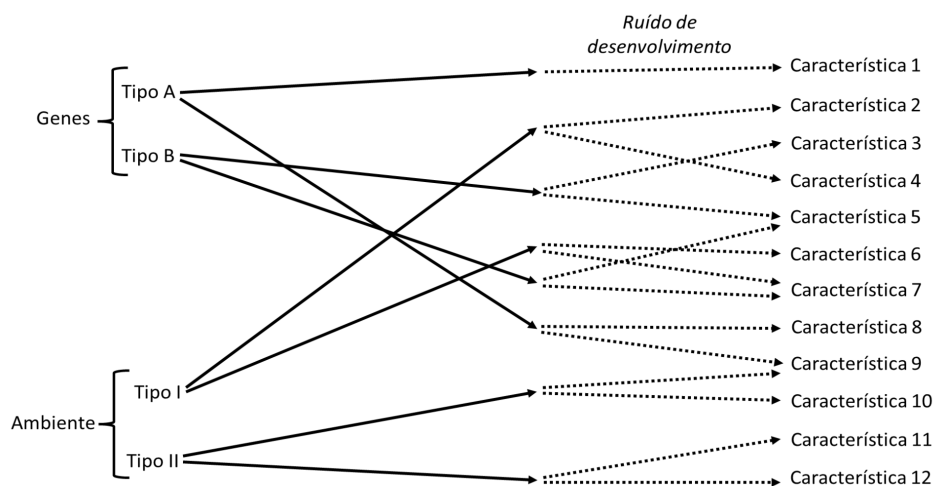 Ruído de
desenvolvimento
Genes
Tipo A
Tipo B
Ambiente
Tipo I
Tipo II
Característica 1
Característica 2
Característica 3
Característica 4
Característica 5
Característica 6
Característica 7
Característica 8
Característica 9
Característica 10
Característica 11
Característica 12